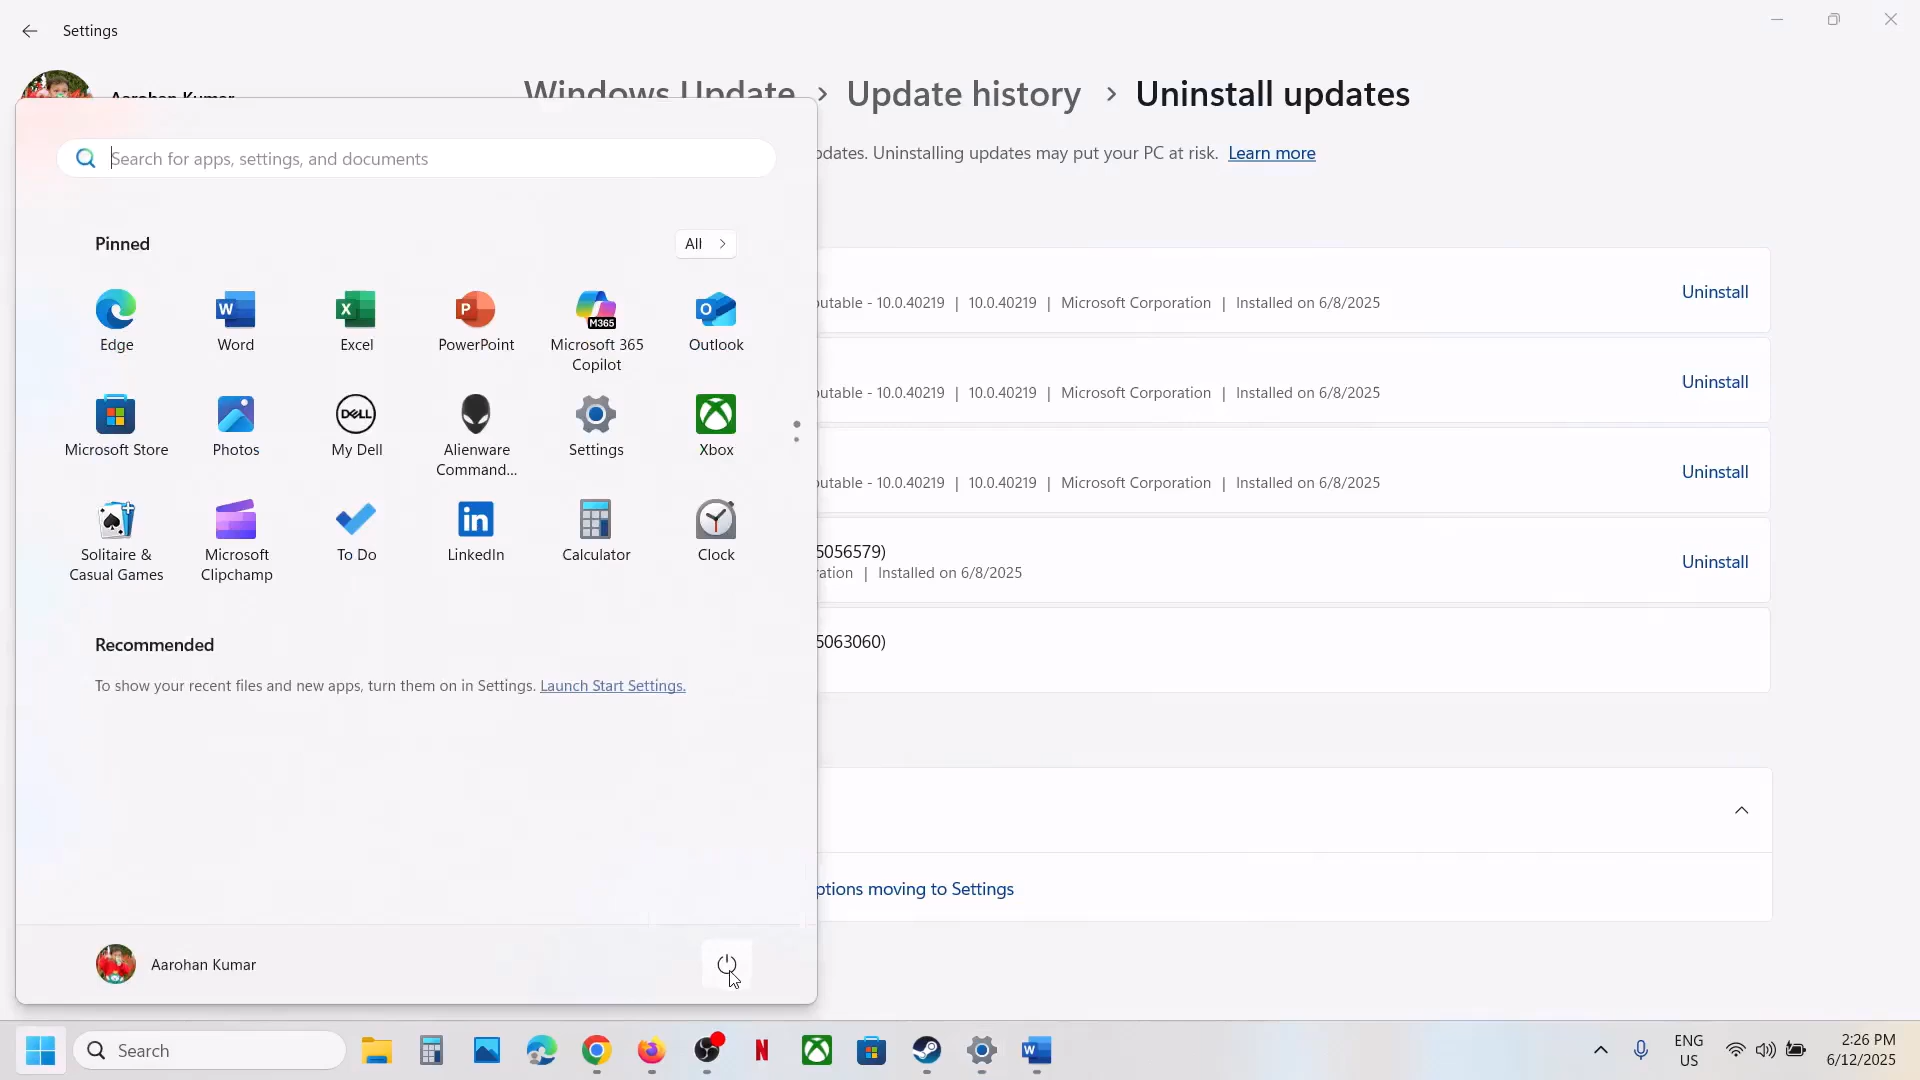 Settings
Aarohan Kumar
Windows Update > Update history > Uninstall updates
pdates. Uninstalling updates may put your PC at risk. Learn more
Search for apps, settings, and documents
Pinned
All >
Edge
Word
Excel
PowerPoint
Microsoft 365
Copilot
Outlook
M365
Microsoft Store
Photos
DELL
My Dell
Alienware
Command...
Settings
Xbox
Solitaire &
Casual Games
Microsoft
Clipchamp
To Do
in
LinkedIn
Calculator
Clock
Recommended
To show your recent files and new apps, turn them on in Settings. Launch Start Settings.
Aarohan Kumar
utable - 10.0.40219 | 10.0.40219 | Microsoft Corporation | Installed on 6/8/2025
Uninstall
utable - 10.0.40219 | 10.0.40219 | Microsoft Corporation | Installed on 6/8/2025
Uninstall
utable - 10.0.40219 | 10.0.40219 | Microsoft Corporation | Installed on 6/8/2025
Uninstall
5056579)
ration | Installed on 6/8/2025
Uninstall
5063060)
ptions moving to Settings
Search
ENG
US
2:26 PM
6/12/2025